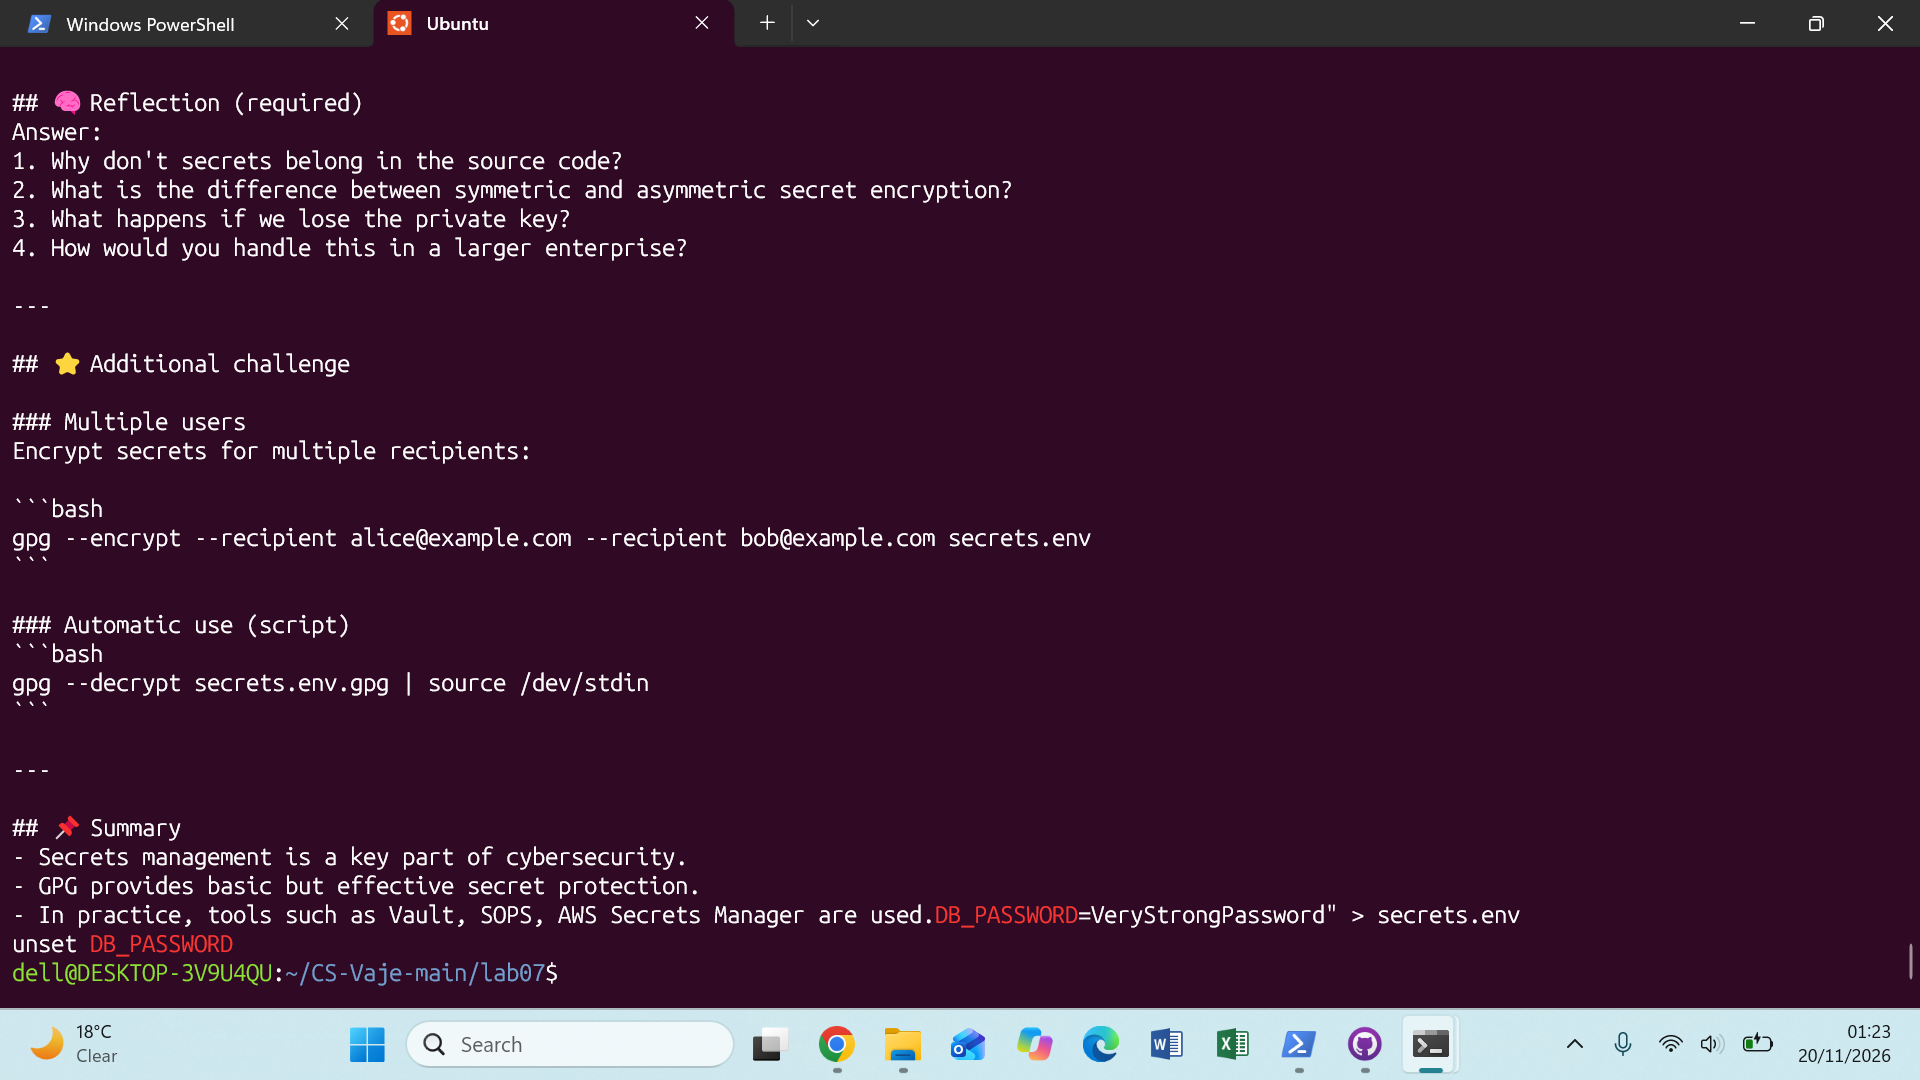 Windows PowerShell
Ubuntu
## 🧠 Reflection (required)
Answer:
1. Why don't secrets belong in the source code?
2. What is the difference between symmetric and asymmetric secret encryption?
3. What happens if we lose the private key?
4. How would you handle this in a larger enterprise?
---
## ⭐ Additional challenge
### Multiple users
Encrypt secrets for multiple recipients:
```bash
gpg --encrypt --recipient alice@example.com --recipient bob@example.com secrets.env
```
### Automatic use (script)
```bash
gpg --decrypt secrets.env.gpg | source /dev/stdin
```
---
## 📌 Summary
- Secrets management is a key part of cybersecurity.
- GPG provides basic but effective secret protection.
- In practice, tools such as Vault, SOPS, AWS Secrets Manager are used.DB_PASSWORD=VeryStrongPassword" > secrets.env
unset DB_PASSWORD
dell@DESKTOP-3V9U4QU:~/CS-Vaje-main/lab07$
18°C
Clear
Search
01:23
20/11/2026